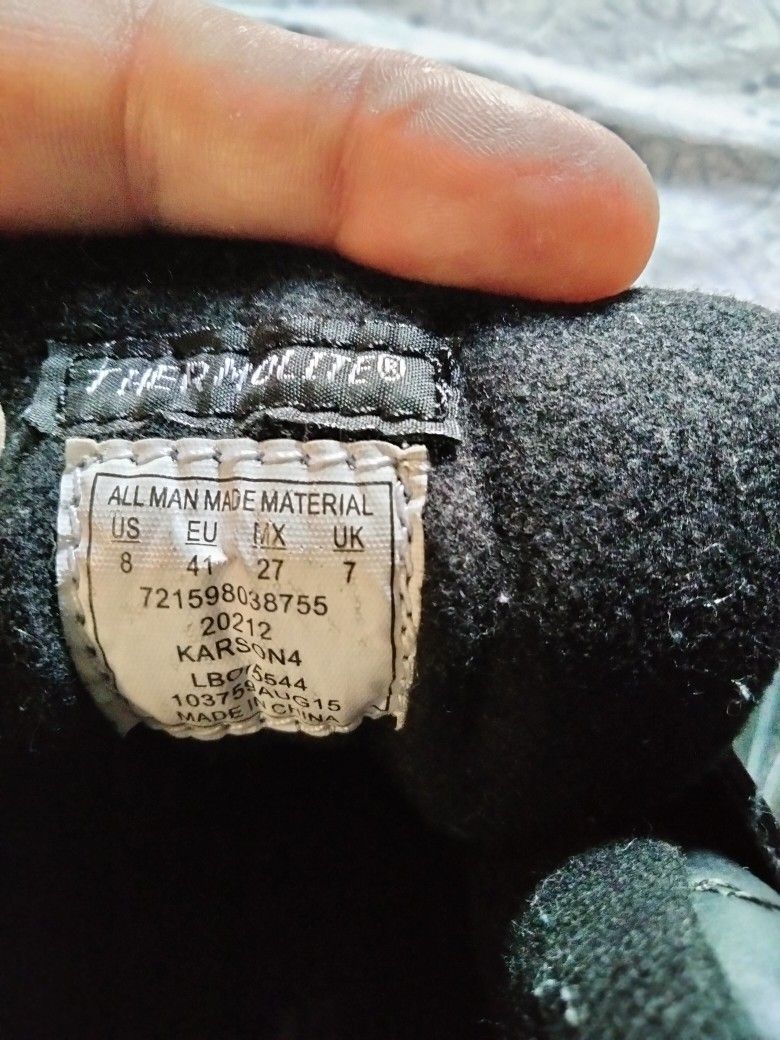 THERMOLITE®
ALL MAN MADE MATERIAL
US EU MX UK
8 41 27 7
721598038755
20212
KARSON4
MADE IN CHINA